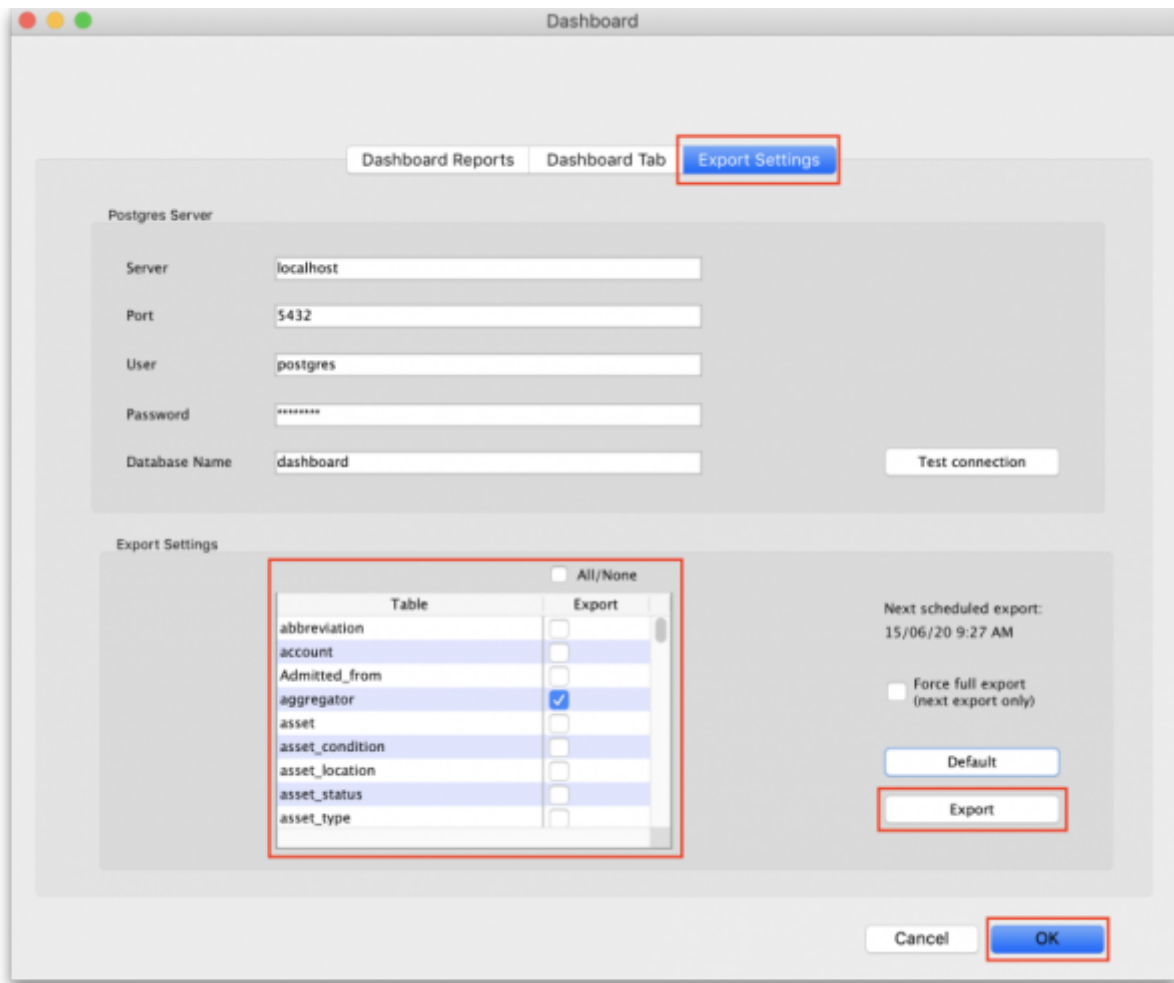 Dashboard
Dashboard Reports Dashboard Tab Export Settings
Postgres Server
Server localhost
Port 5432
User postgres
Password ********
Database Name dashboard Test connection
Export Settings
All/None
Table Export
abbreviation
account
Admitted_from
aggregator
asset
asset_condition
asset_location
asset_status
asset_type
Next scheduled export:
15/06/20 9:27 AM
Force full export
(next export only)
Default
Export
Cancel OK